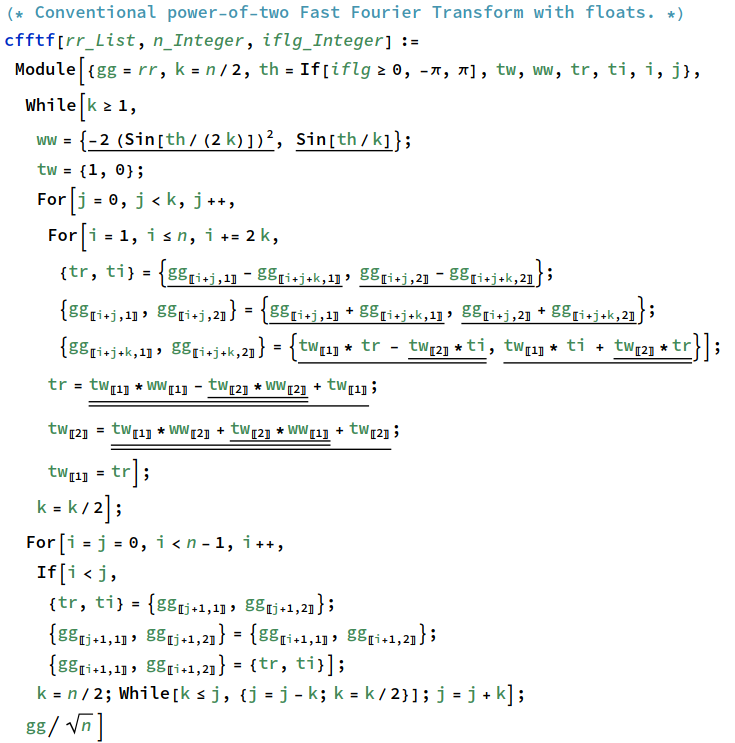 (* Conventional power-of-two Fast Fourier Transform with floats. *)
cfftf[rr_List, n_Integer, iflg_Integer] :=
Module[{gg = rr, k = n / 2, th = If[iflg ≥ 0, -π, π], tw, ww, tr, ti, i, j},
While[k ≥ 1,
ww = {-2 (Sin[th / (2 k)])², Sin[th / k]};
tw = {1, 0};
For[j = 0, j < k, j ++,
For[i = 1, i ≤ n, i += 2 k,
{tr, ti} = {gg⟦i+j,1⟧ - gg⟦i+j+k,1⟧, gg⟦i+j,2⟧ - gg⟦i+j+k,2⟧};
{gg⟦i+j,1⟧, gg⟦i+j,2⟧} = {gg⟦i+j,1⟧ + gg⟦i+j+k,1⟧, gg⟦i+j,2⟧ + gg⟦i+j+k,2⟧};
{gg⟦i+j+k,1⟧, gg⟦i+j+k,2⟧} = {tw⟦1⟧ * tr - tw⟦2⟧ * ti, tw⟦1⟧ * ti + tw⟦2⟧ * tr}];
tr = tw⟦1⟧ * ww⟦1⟧ - tw⟦2⟧ * ww⟦2⟧ + tw⟦1⟧;
tw⟦2⟧ = tw⟦1⟧ * ww⟦2⟧ + tw⟦2⟧ * ww⟦1⟧ + tw⟦2⟧;
tw⟦1⟧ = tr];
k = k / 2];
For[i = j = 0, i < n - 1, i ++,
If[i < j,
{tr, ti} = {gg⟦j+1,1⟧, gg⟦j+1,2⟧};
{gg⟦j+1,1⟧, gg⟦j+1,2⟧} = {gg⟦i+1,1⟧, gg⟦i+1,2⟧};
{gg⟦i+1,1⟧, gg⟦i+1,2⟧} = {tr, ti}];
k = n / 2; While[k ≤ j, {j = j - k; k = k / 2}]; j = j + k];
gg / √n ]